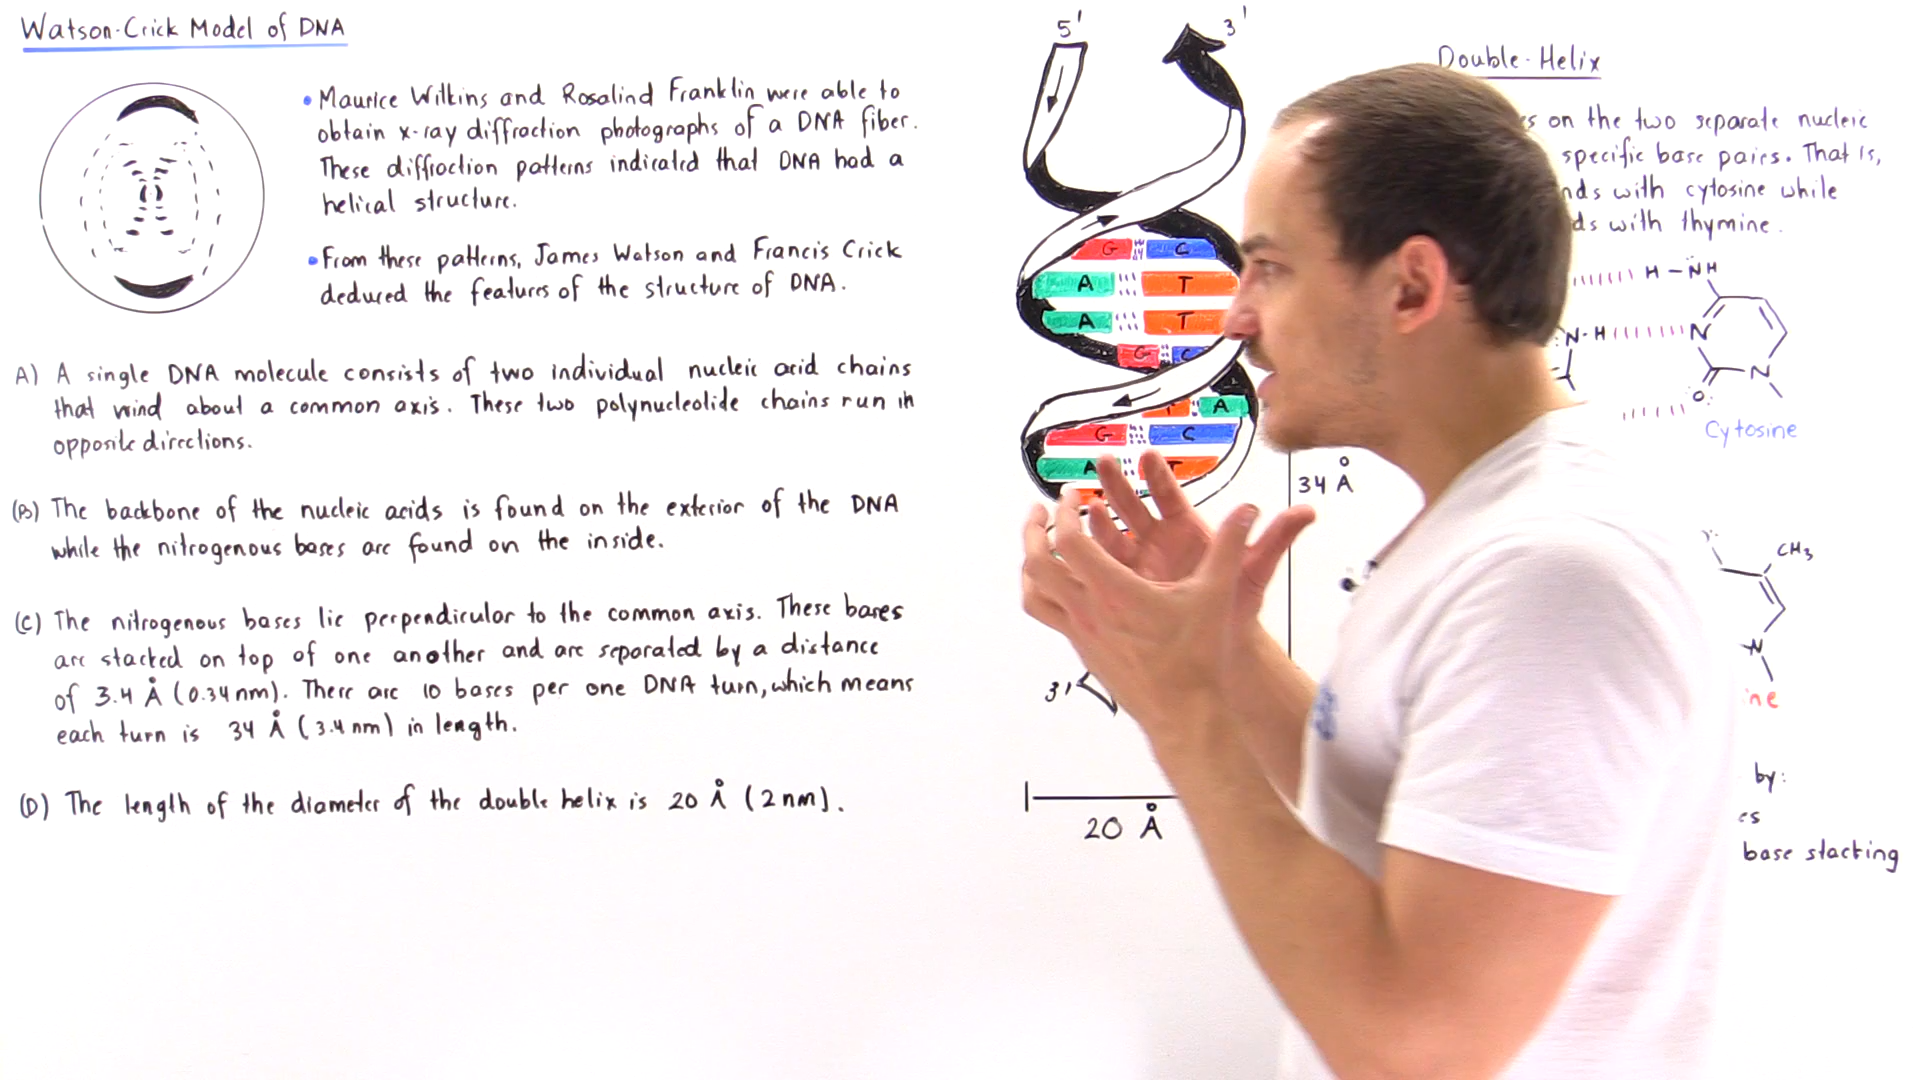 Watson-Crick Model of DNA
• Maurice Wilkins and Rosalind Franklin were able to
obtain x-ray diffraction photographs of a DNA fiber.
These diffraction patterns indicated that DNA had a
helical structure.
• From these patterns, James Watson and Francis Crick
deduced the features of the structure of DNA.
A) A single DNA molecule consists of two individual nucleic acid chains
that wind about a common axis. These two polynucleotide chains run in
opposite directions.
(B) The backbone of the nucleic acids is found on the exterior of the DNA
while the nitrogenous bases are found on the inside.
(C) The nitrogenous bases lie perpendicular to the common axis. These bases
are stacked on top of one another and are separated by a distance
of 3.4 Å (0.34nm). There are 10 bases per one DNA turn, which means
each turn is 34 Å (3.4 nm) in length.
(D) The length of the diameter of the double helix is 20 Å (2nm).
5' 3'
G C
A T
A T
G C
T A
G C
A T
34 Å
3'
20 Å
Double-Helix
on the two separate nucleic
specific base pairs. That is,
with cytosine while
with thymine.
H-NH
N-H N
N
O
Cytosine
CH3
N
by:
base stacking